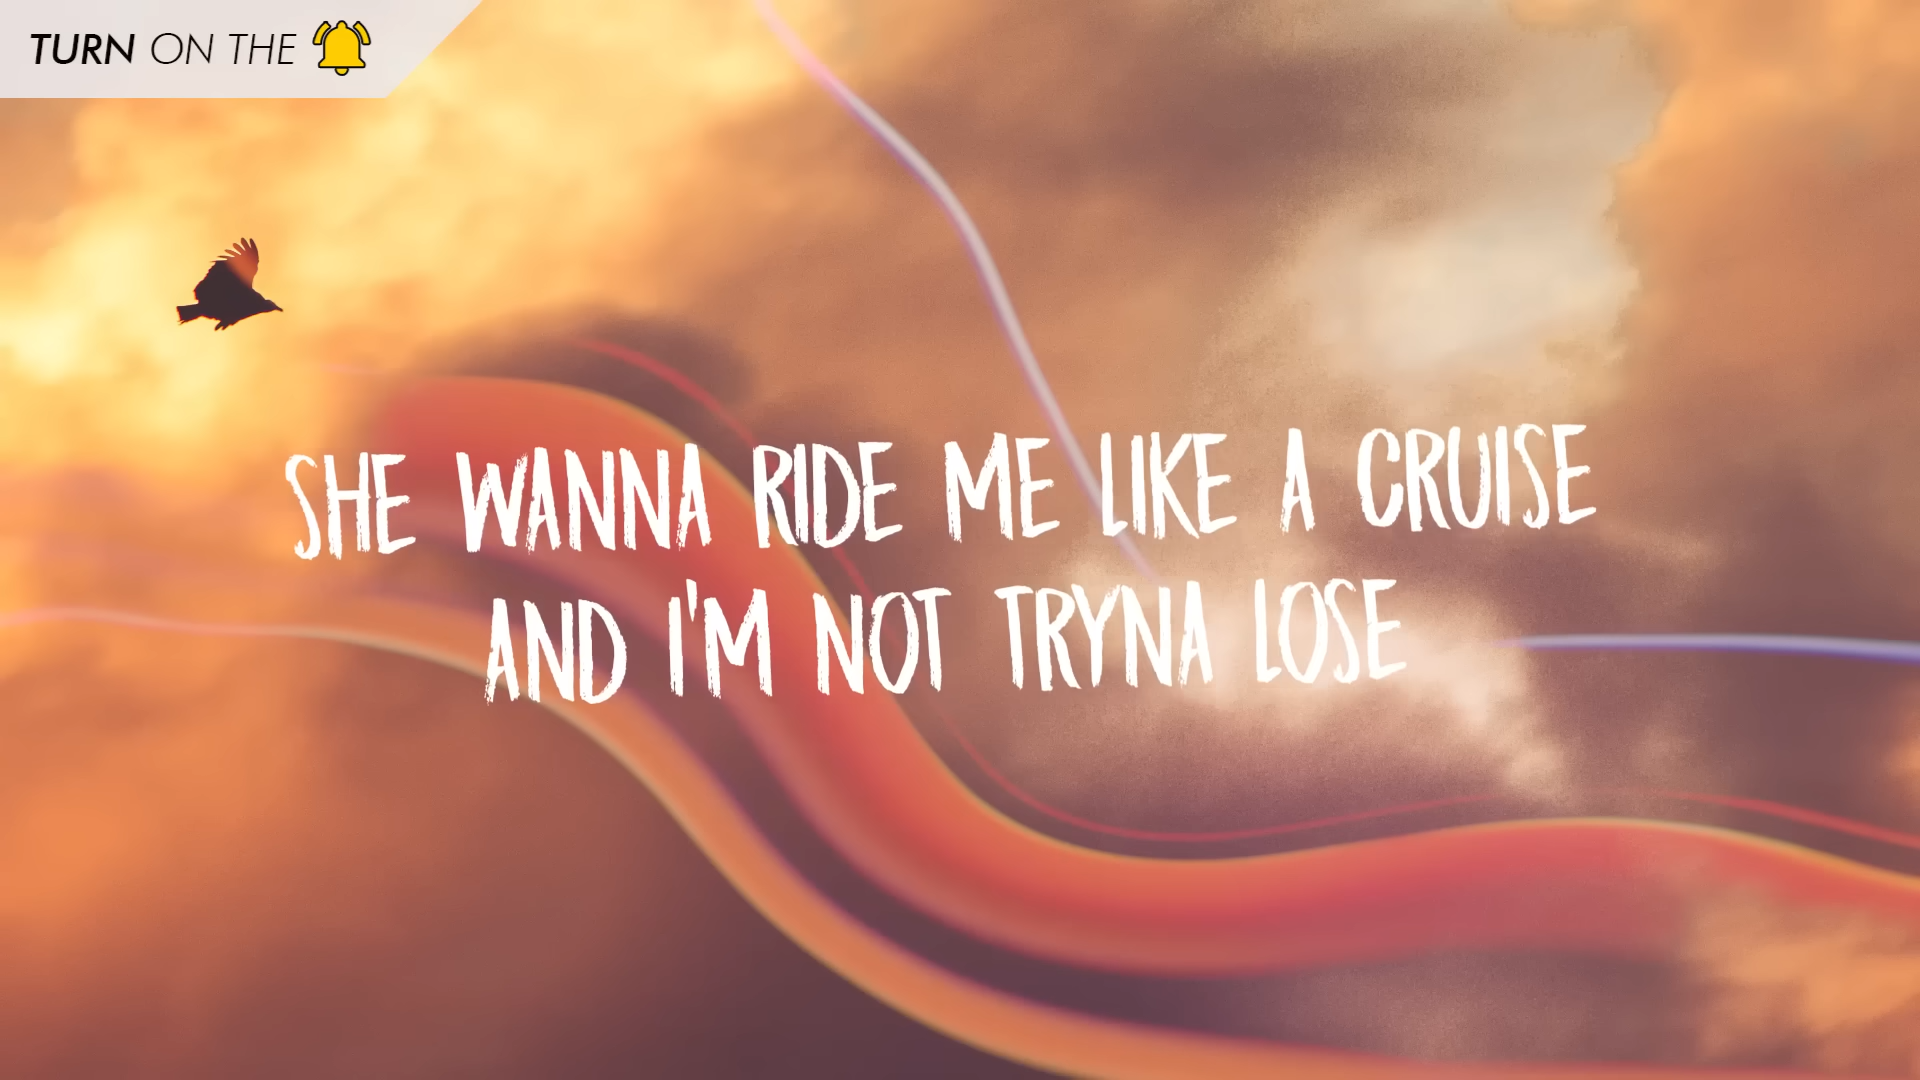 TURN ON THE
SHE WANNA RIDE ME LIKE A CRUISE
AND I'M NOT TRYNA LOSE